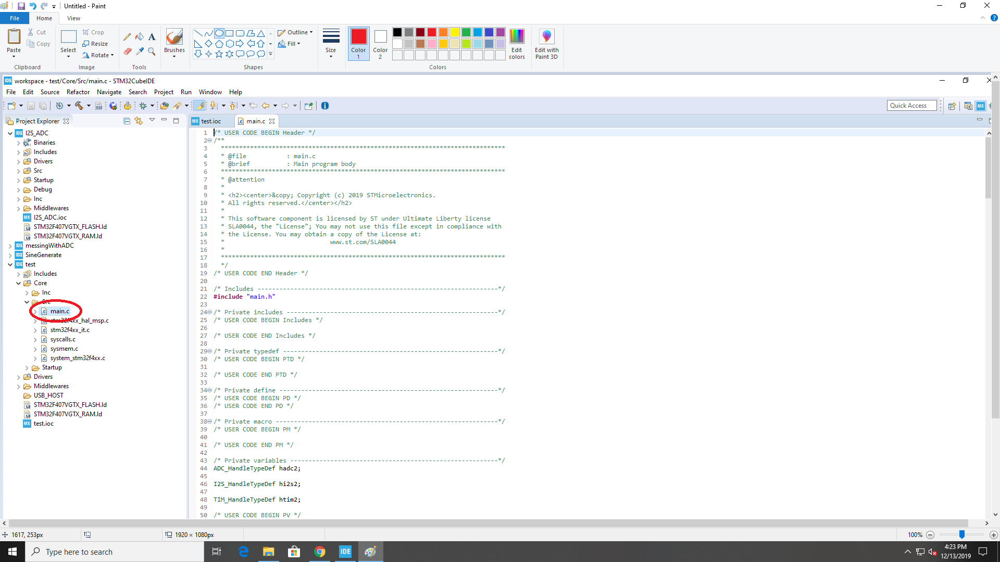 Untitled - Paint
File Home View
Paste
Cut
Copy
Clipboard
Select
Crop
Resize
Rotate
Image
Tools
Brushes
Outline
Fill
Shapes
Size
Color 1
Color 2
Edit colors
Colors
Edit with Paint 3D
IDE workspace - test/Core/Src/main.c - STM32CubeIDE
File Edit Source Refactor Navigate Search Project Run Window Help
Quick Access
MX
Project Explorer
IDE I2S_ADC
Binaries
Includes
Drivers
Src
Startup
Debug
Inc
Middlewares
MX I2S_ADC.ioc
STM32F407VGTX_FLASH.ld
STM32F407VGTX_RAM.ld
IDE messingWithADC
IDE SineGenerate
IDE test
Includes
Core
Inc
Src
main.c
stm32f4xx_hal_msp.c
stm32f4xx_it.c
syscalls.c
sysmem.c
system_stm32f4xx.c
Startup
Drivers
Middlewares
USB_HOST
STM32F407VGTX_FLASH.ld
STM32F407VGTX_RAM.ld
MX test.ioc
MX test.ioc
main.c
1 /* USER CODE BEGIN Header */
2 /**
3 ******************************************************************************
4 * @file : main.c
5 * @brief : Main program body
6 ******************************************************************************
7 * @attention
8 *
9 * <h2><center>&copy; Copyright (c) 2019 STMicroelectronics.
10 * All rights reserved.</center></h2>
11 *
12 * This software component is licensed by ST under Ultimate Liberty license
13 * SLA0044, the "License"; You may not use this file except in compliance with
14 * the License. You may obtain a copy of the License at:
15 * www.st.com/SLA0044
16 *
17 ******************************************************************************
18 */
19 /* USER CODE END Header */
20
21 /* Includes ------------------------------------------------------------------*/
22 #include "main.h"
23
24 /* Private includes ----------------------------------------------------------*/
25 /* USER CODE BEGIN Includes */
26
27 /* USER CODE END Includes */
28
29 /* Private typedef -----------------------------------------------------------*/
30 /* USER CODE BEGIN PTD */
31
32 /* USER CODE END PTD */
33
34 /* Private define ------------------------------------------------------------*/
35 /* USER CODE BEGIN PD */
36 /* USER CODE END PD */
37
38 /* Private macro -------------------------------------------------------------*/
39 /* USER CODE BEGIN PM */
40
41 /* USER CODE END PM */
42
43 /* Private variables ---------------------------------------------------------*/
44 ADC_HandleTypeDef hadc2;
45
46 I2S_HandleTypeDef hi2s2;
47
48 TIM_HandleTypeDef htim2;
49
50 /* USER CODE BEGIN PV */
1617, 253px
1920 × 1080px
100%
Type here to search
IDE
4:23 PM
12/13/2019